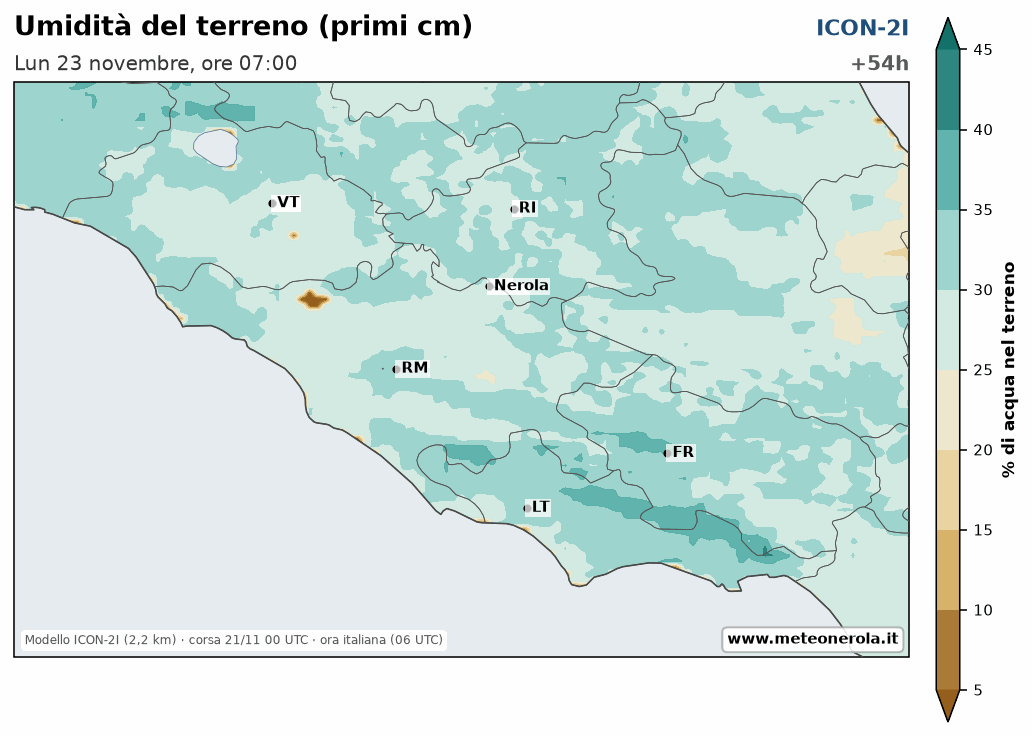 Umidità del terreno (primi cm)
ICON-2I
Lun 23 novembre, ore 07:00
+54h
VT
RI
Nerola
RM
FR
LT
45
40
35
30
25
20
15
10
5
% di acqua nel terreno
Modello ICON-2I (2,2 km) · corsa 21/11 00 UTC · ora italiana (06 UTC)
www.meteonerola.it